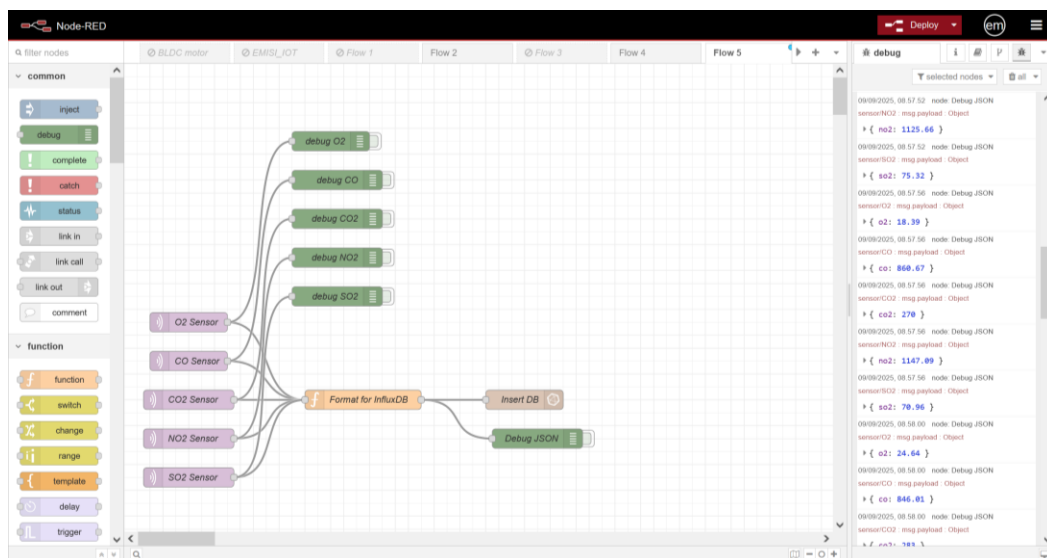 Node-RED
Deploy
em
filter nodes
BLDC motor
EMISI_IOT
Flow 1
Flow 2
Flow 3
Flow 4
Flow 5
debug
i
selected nodes
all
common
inject
debug
complete
catch
status
link in
link call
link out
comment
function
function
switch
change
range
template
delay
trigger
debug O2
debug CO
debug CO2
debug NO2
debug SO2
O2 Sensor
CO Sensor
CO2 Sensor
NO2 Sensor
SO2 Sensor
Format for InfluxDB
Insert DB
Debug JSON
09/09/2025, 08.57.52 node: Debug JSON
sensor/NO2 : msg.payload : Object
{ no2: 1125.66 }
09/09/2025, 08.57.52 node: Debug JSON
sensor/SO2 : msg.payload : Object
{ so2: 75.32 }
09/09/2025, 08.57.56 node: Debug JSON
sensor/O2 : msg.payload : Object
{ o2: 18.39 }
09/09/2025, 08.57.56 node: Debug JSON
sensor/CO : msg.payload : Object
{ co: 860.67 }
09/09/2025, 08.57.56 node: Debug JSON
sensor/CO2 : msg.payload : Object
{ co2: 270 }
09/09/2025, 08.57.56 node: Debug JSON
sensor/NO2 : msg.payload : Object
{ no2: 1147.09 }
09/09/2025, 08.57.56 node: Debug JSON
sensor/SO2 : msg.payload : Object
{ so2: 70.96 }
09/09/2025, 08.58.00 node: Debug JSON
sensor/O2 : msg.payload : Object
{ o2: 24.64 }
09/09/2025, 08.58.00 node: Debug JSON
sensor/CO : msg.payload : Object
{ co: 846.01 }
09/09/2025, 08.58.00 node: Debug JSON
sensor/CO2 : msg.payload : Object
{ co2: 283 }